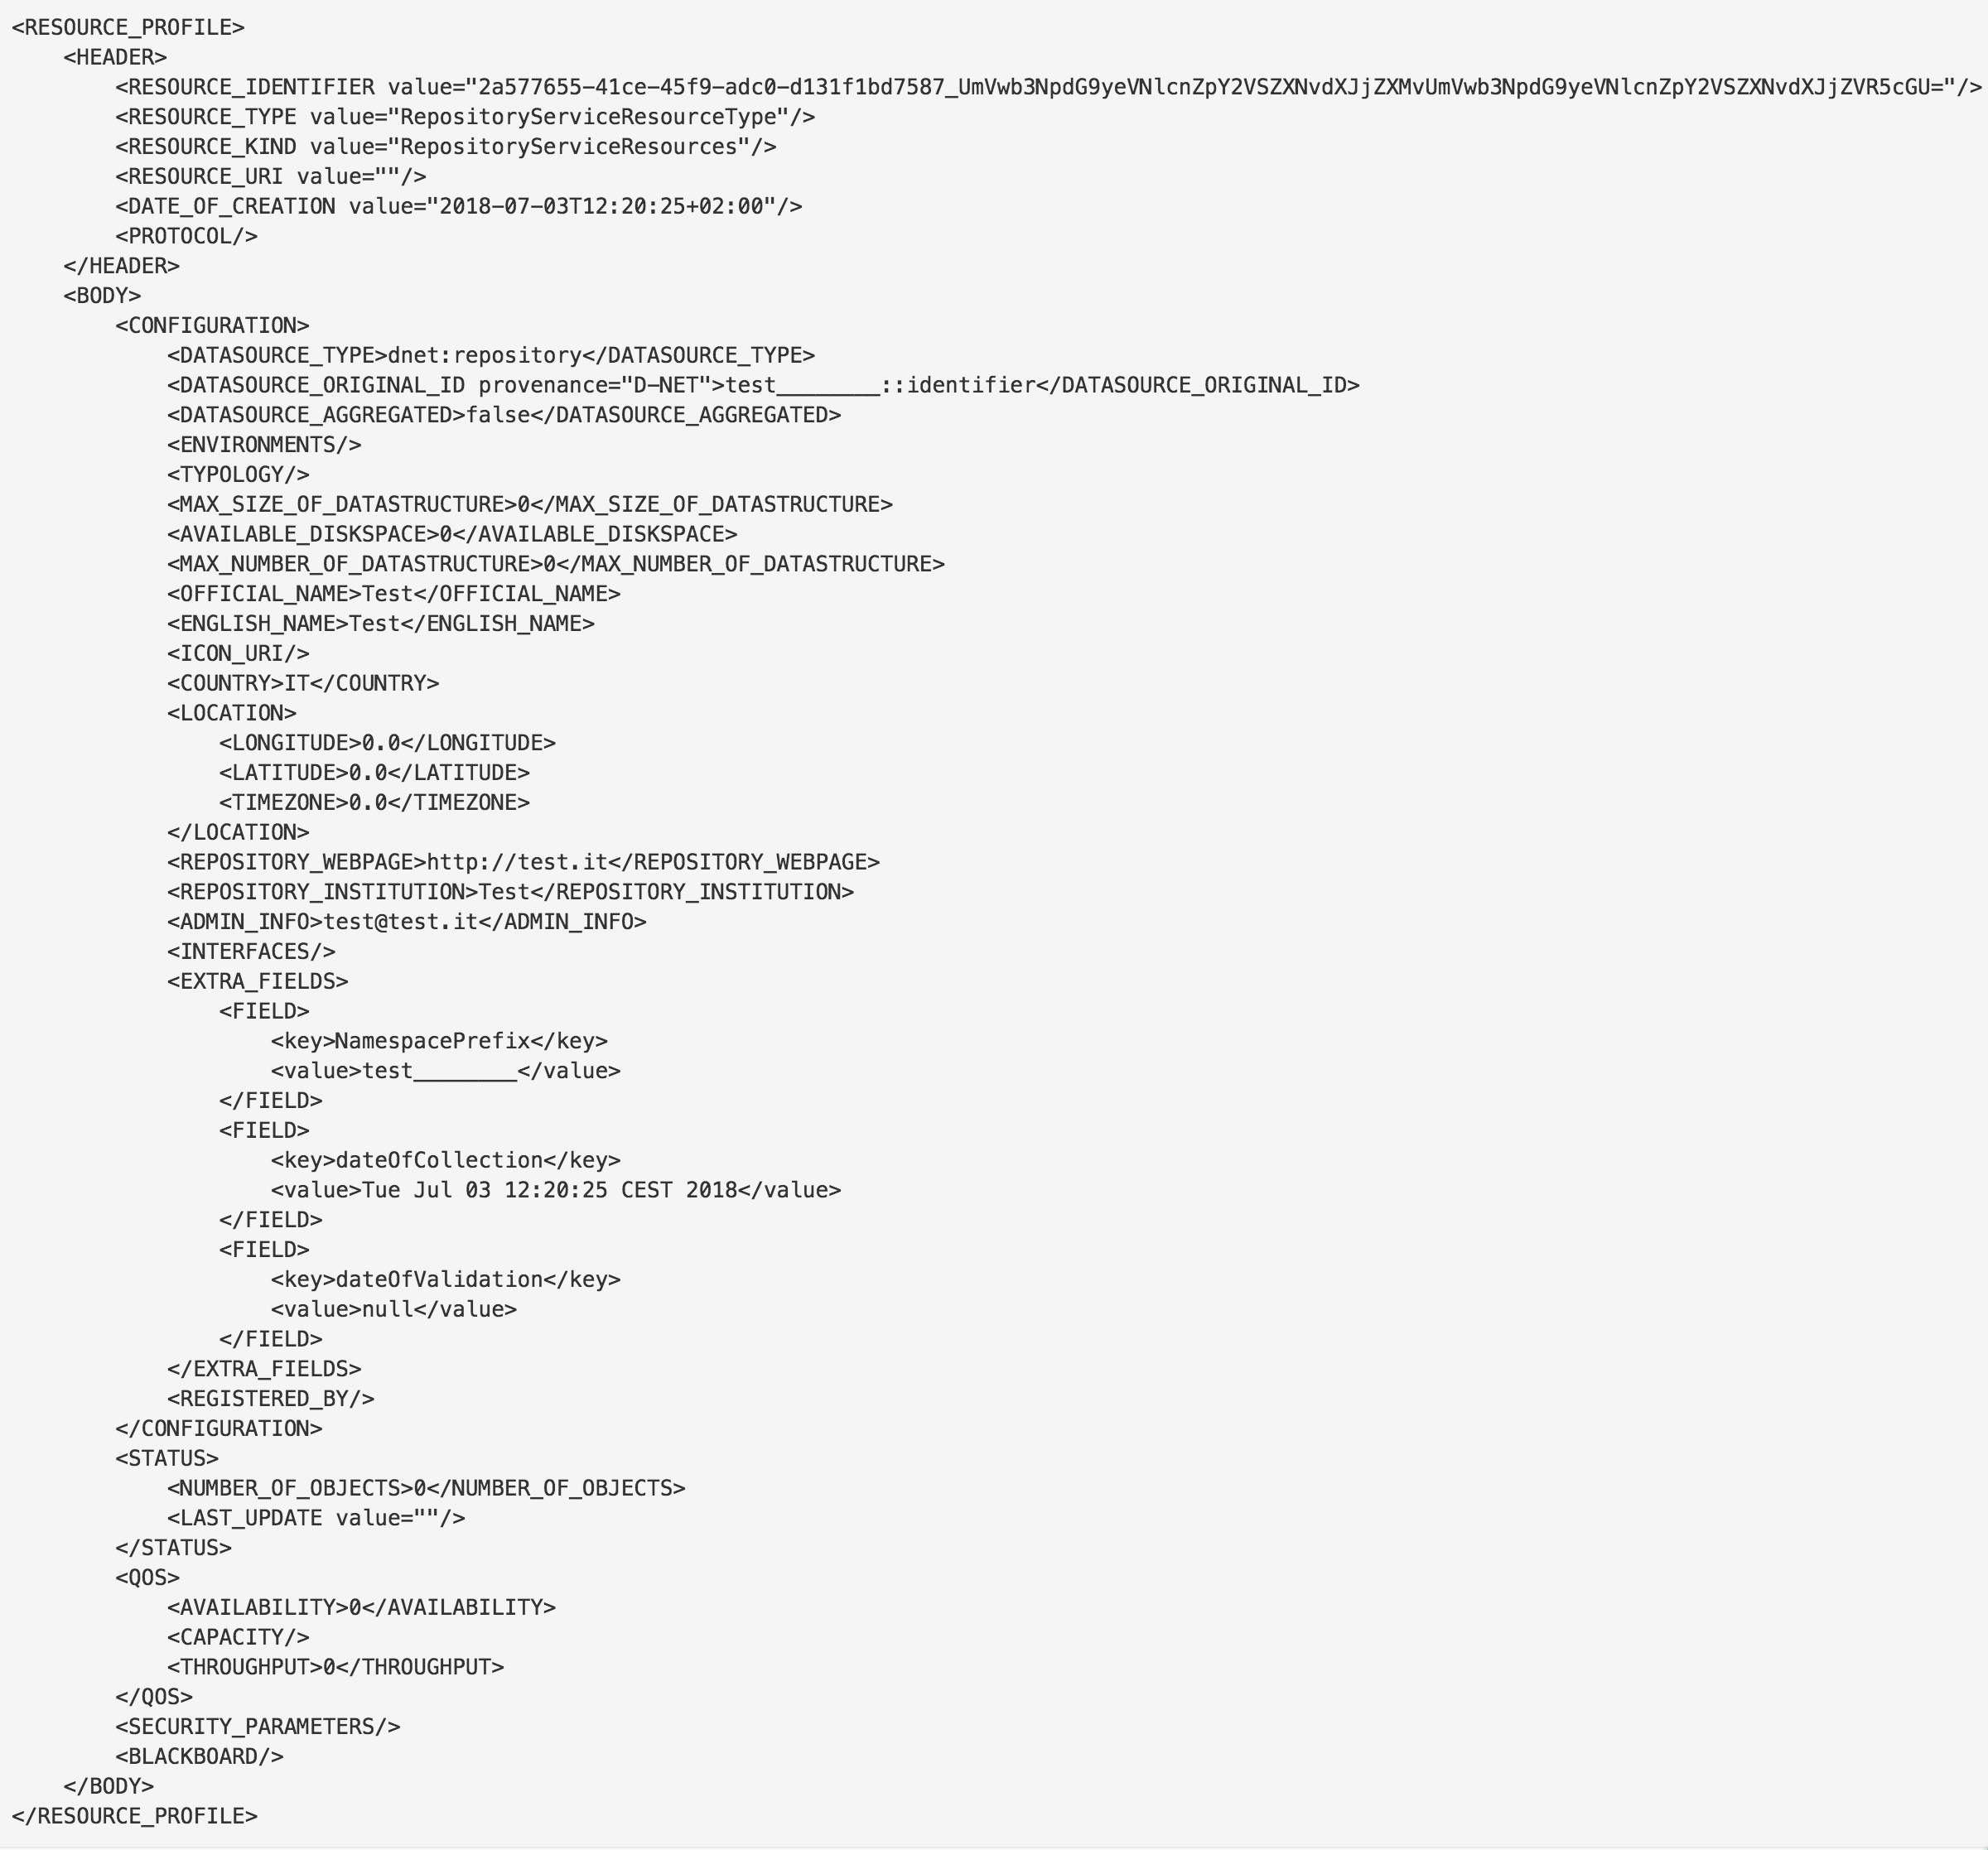 <RESOURCE_PROFILE>
    <HEADER>
        <RESOURCE_IDENTIFIER value="2a577655-41ce-45f9-adc0-d131f1bd7587_UmVwb3NpdG9yeVNlcnZpY2VSZXNvdXJjZXMvUmVwb3NpdG9yeVNlcnZpY2VSZXNvdXJjZVR5cGU="/>
        <RESOURCE_TYPE value="RepositoryServiceResourceType"/>
        <RESOURCE_KIND value="RepositoryServiceResources"/>
        <RESOURCE_URI value=""/>
        <DATE_OF_CREATION value="2018-07-03T12:20:25+02:00"/>
        <PROTOCOL/>
    </HEADER>
    <BODY>
        <CONFIGURATION>
            <DATASOURCE_TYPE>dnet:repository</DATASOURCE_TYPE>
            <DATASOURCE_ORIGINAL_ID provenance="D-NET">test________::identifier</DATASOURCE_ORIGINAL_ID>
            <DATASOURCE_AGGREGATED>false</DATASOURCE_AGGREGATED>
            <ENVIRONMENTS/>
            <TYPOLOGY/>
            <MAX_SIZE_OF_DATASTRUCTURE>0</MAX_SIZE_OF_DATASTRUCTURE>
            <AVAILABLE_DISKSPACE>0</AVAILABLE_DISKSPACE>
            <MAX_NUMBER_OF_DATASTRUCTURE>0</MAX_NUMBER_OF_DATASTRUCTURE>
            <OFFICIAL_NAME>Test</OFFICIAL_NAME>
            <ENGLISH_NAME>Test</ENGLISH_NAME>
            <ICON_URI/>
            <COUNTRY>IT</COUNTRY>
            <LOCATION>
                <LONGITUDE>0.0</LONGITUDE>
                <LATITUDE>0.0</LATITUDE>
                <TIMEZONE>0.0</TIMEZONE>
            </LOCATION>
            <REPOSITORY_WEBPAGE>http://test.it</REPOSITORY_WEBPAGE>
            <REPOSITORY_INSTITUTION>Test</REPOSITORY_INSTITUTION>
            <ADMIN_INFO>test@test.it</ADMIN_INFO>
            <INTERFACES/>
            <EXTRA_FIELDS>
                <FIELD>
                    <key>NamespacePrefix</key>
                    <value>test________</value>
                </FIELD>
                <FIELD>
                    <key>dateOfCollection</key>
                    <value>Tue Jul 03 12:20:25 CEST 2018</value>
                </FIELD>
                <FIELD>
                    <key>dateOfValidation</key>
                    <value>null</value>
                </FIELD>
            </EXTRA_FIELDS>
            <REGISTERED_BY/>
        </CONFIGURATION>
        <STATUS>
            <NUMBER_OF_OBJECTS>0</NUMBER_OF_OBJECTS>
            <LAST_UPDATE value=""/>
        </STATUS>
        <QOS>
            <AVAILABILITY>0</AVAILABILITY>
            <CAPACITY/>
            <THROUGHPUT>0</THROUGHPUT>
        </QOS>
        <SECURITY_PARAMETERS/>
        <BLACKBOARD/>
    </BODY>
</RESOURCE_PROFILE>